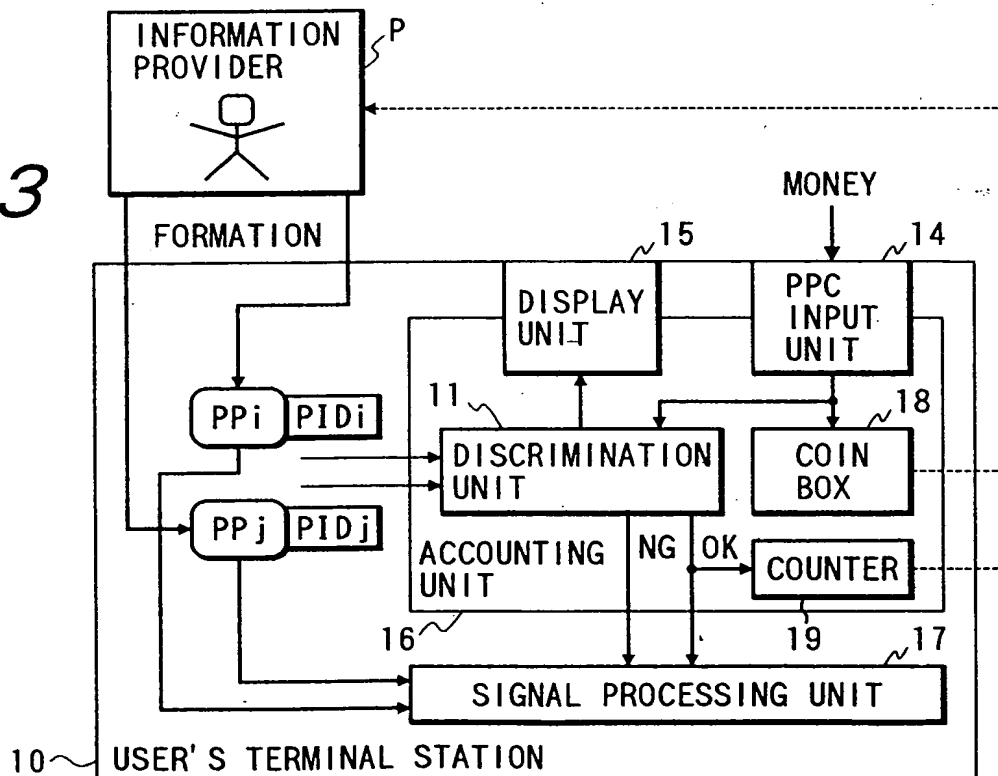 INFORMATION
PROVIDER
P
3
MONEY
FORMATION
15
14
DISPLAY
UNIT
PPC
INPUT
UNIT
11
18
PPi
PIDi
DISCRIMINATION
UNIT
COIN
BOX
PPj
PIDj
NG
OK
ACCOUNTING
UNIT
COUNTER
16
19
17
SIGNAL PROCESSING UNIT
10
USER'S TERMINAL STATION